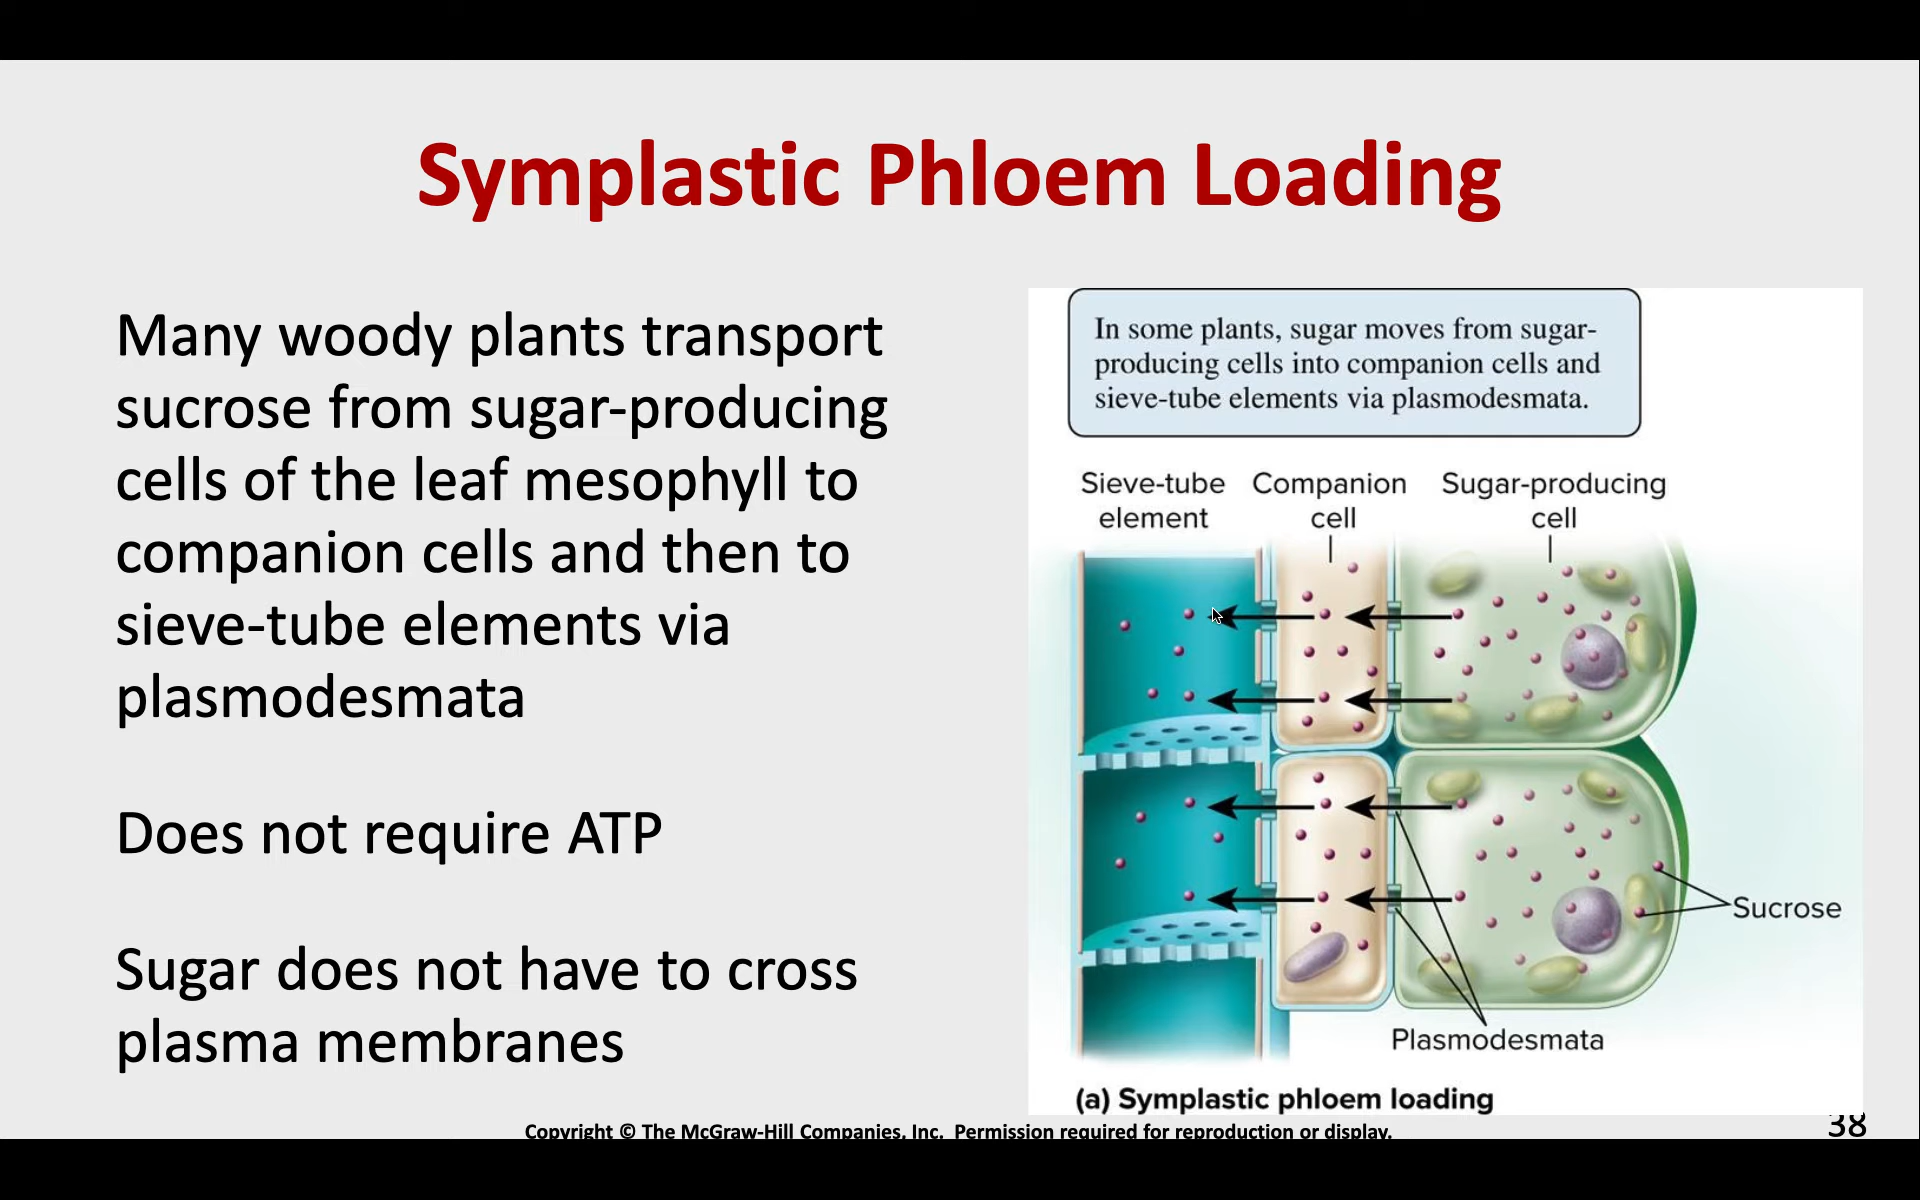 Symplastic Phloem Loading
Many woody plants transport
sucrose from sugar-producing
cells of the leaf mesophyll to
companion cells and then to
sieve-tube elements via
plasmodesmata
Does not require ATP
Sugar does not have to cross
plasma membranes
In some plants, sugar moves from sugar-
producing cells into companion cells and
sieve-tube elements via plasmodesmata.
Sieve-tube
element
Companion
cell
Sugar-producing
cell
Sucrose
Plasmodesmata
(a) Symplastic phloem loading
Copyright © The McGraw-Hill Companies, Inc. Permission required for reproduction or display.
38